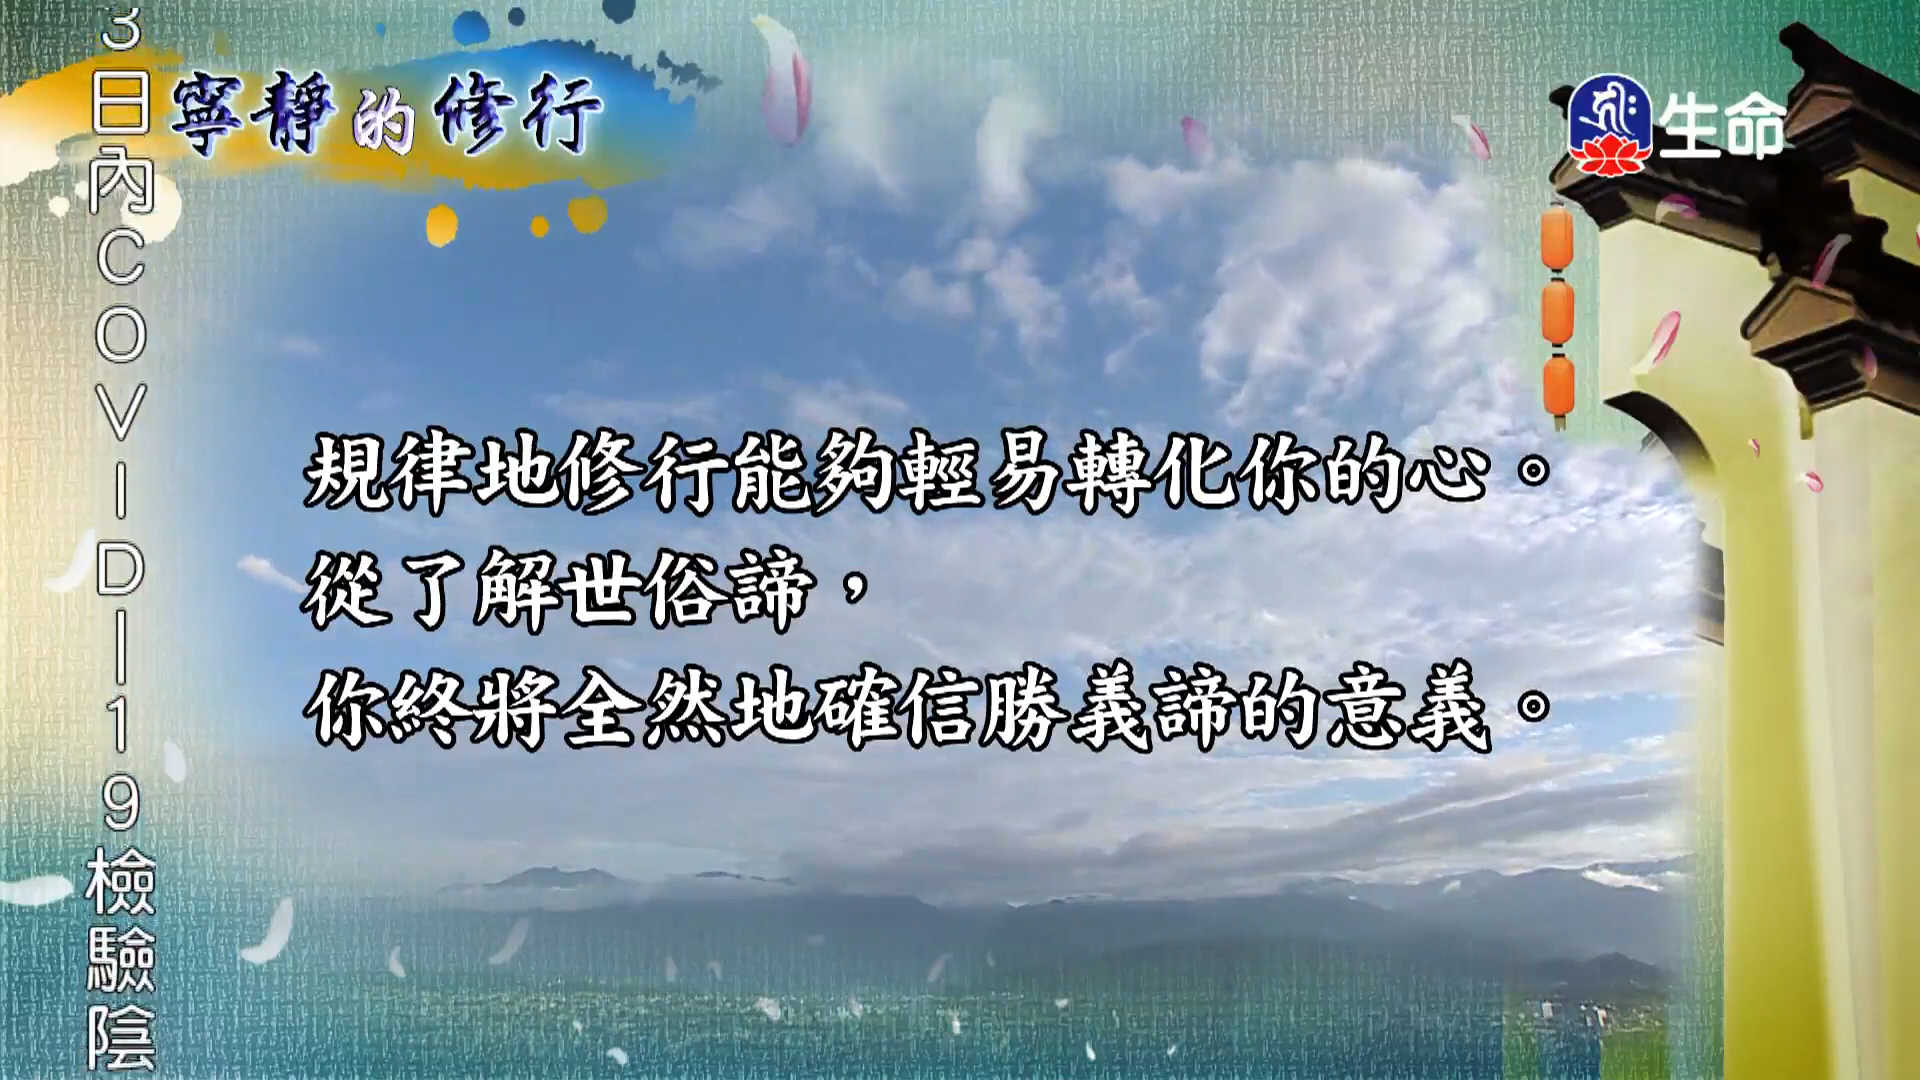 寧靜的修行
生命
規律地修行能夠輕易轉化你的心。
從了解世俗諦，
你終將全然地確信勝義諦的意義。
3日內COVID-19檢驗陰